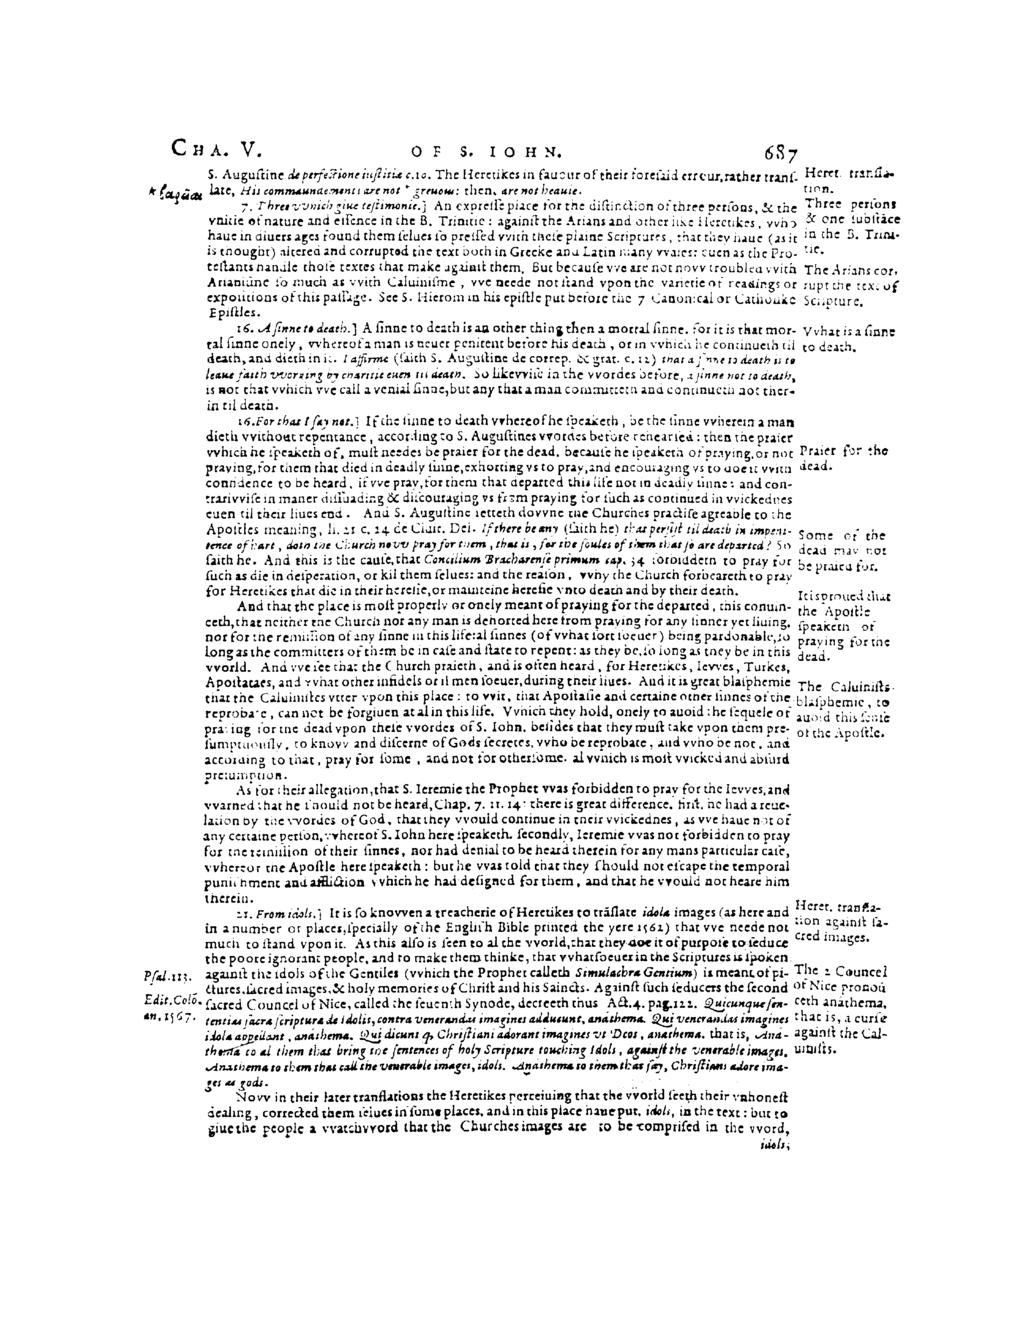 CHA. V. OF S. IOHN. 687
S. Auguſtine de perfectione iuſtitiæ c.10. The Heretikes in fauour of their foreſaid errour, rather tranſ-
late, His commaundements are not * greuous: then, are not heauie.
* βαρεῖαι
Heret. tranſla-
tion.
7. Three vvhich giue teſtimonie.] An expreſſe place for the diſtinction of three perſons, & the
vnitie of nature and eſſence in the B. Trinitie: againſt the Arians and other like Heretikes, vvho
haue in diuers ages found them ſelues ſo preſſed vvith theſe plaine Scriptures, that they haue (as it
is thought) altered and corrupted the text both in Greeke and Latin many vvaies: euen as the Pro-
teſtants handle thoſe textes that make againſt them. But becauſe vve are not novv troubled vvith
Arianiſme ſo much as vvith Caluiniſme, vve neede not ſtand vpon the varietie of readings or
expoſitions of this paſſage. See S. Hierom in his epiſtle put before the 7 Canonical or Catholike
Epiſtles.
Three perſons
& one ſubſtãce
in the B. Trini-
tie.
The Arians cor-
rupt the text of
Scripture.
16. A ſinne to death.] A ſinne to death is an other thing then a mortal ſinne. for it is that mor-
tal ſinne onely, vvhereof a man is neuer penitent before his death, or in vvhich he continueth til
death, and dieth in it. I affirme (ſaith S. Auguſtine de correp. & grat. c. 12) that a ſinne to death is to
leaue faith vvorking by charitie euen til death. So likevviſe in the vvordes before, a ſinne not to death,
is not that vvhich vve call a venial ſinne, but any that a man committeth and continueth not ther-
in til death.
Vvhat is a ſinne
to death.
16. For that I ſay not.] If the ſinne to death vvhereof he ſpeaketh, be the ſinne vvherein a man
dieth vvithout repentance, according to S. Auguſtines vvordes before rehearſed: then the praier
vvhich he ſpeaketh of, muſt needes be praier for the dead. becauſe he ſpeaketh of praying, or not
praying, for them that died in deadly ſinne, exhorting vs to pray, and encouraging vs to doe it vvith
confidence to be heard, if vve pray, for them that departed this life not in deadly ſinne: and con-
trarivviſe in maner diſſuading & diſcouraging vs from praying for ſuch as continued in vvickednes
euen til their liues end. And S. Auguſtine ſetteth dovvne the Churches practiſe agreable to the
Apoſtles meaning, li. 21 c. 24 de Ciuit. Dei. If there be any (ſaith he) that perſiſt til death in impeni-
tence of hart, doth the Church novv pray for them, that is, for the ſoules of them that ſo are departed? So
ſaith he. And this is the cauſe, that Concilium Bracharenſe primum cap. 34 forbiddeth to pray for
ſuch as die in deſperation, or kil them ſelues: and the reaſon, vvhy the Church forbeareth to pray
for Heretikes that die in their hereſie, or mainteine hereſie vnto death and by their death.
Praier for the
dead.
Some of the
dead may not
be praied for.
And that the place is moſt properly or onely meant of praying for the departed, this conuin-
ceth, that neither the Church nor any man is dehorted here from praying for any ſinner yet liuing,
nor for the remiſſion of any ſinne in this life: al ſinnes (of vvhat ſort ſoeuer) being pardonable, ſo
long as the committers of them be in caſe and ſtate to repent: as they be, ſo long as they be in this
vvorld. And vve ſee that the Church praieth, and is often heard, for Heretikes, Ievves, Turkes,
Apoſtataes, and vvhat other infidels or il men ſoeuer, during their liues. And it is great blaſphemie
that the Caluiniſtes vtter vpon this place: to vvit, that Apoſtaſie and certaine other ſinnes of the
reprobate, can not be forgiuen at al in this life. Vvhich they hold, onely to auoid the ſequele of
praying for the dead vpon theſe vvordes of S. Iohn. beſides that they muſt take vpon them pre-
ſumptuouſly, to knovv and diſcerne of Gods ſecretes, vvho be reprobate, and vvho be not, and
according to that, pray for ſome, and not for otherſome. al vvhich is moſt vvicked and abſurd
preſumption.
It is proued that
the Apoſtle
ſpeaketh of
praying for the
dead.
The Caluiniſts
blaſphemie, to
auoid this ſenſe
of the Apoſtle.
As for their allegation, that S. Ieremie the Prophet vvas forbidden to pray for the Ievves, and
vvarned that he ſhould not be heard, Chap. 7. 11. 14: there is great difference. firſt, he had a reue-
lation by the vvordes of God, that they vvould continue in their vvickednes, as vve haue not of
any certaine perſon, vvhereof S. Iohn here ſpeaketh. ſecondly, Ieremie vvas not forbidden to pray
for the remiſſion of their ſinnes, nor had denial to be heard therein for any mans particular caſe,
vvhereof the Apoſtle here ſpeaketh: but he vvas told that they ſhould not eſcape the temporal
puniſhment and affliction vvhich he had deſigned for them, and that he vvould not heare him
therein.
21. From idols.] It is ſo knovven a treacherie of Heretikes to trãſlate idola images (as here and
in a number of places, ſpecially of the Engliſh Bible printed the yere 1562) that vve neede not
much to ſtand vpon it. As this alſo is ſeen to al the vvorld, that they doe it of purpoſe to ſeduce
the poore ignorant people, and to make them thinke, that vvhatſoeuer in the Scriptures is ſpoken
againſt the idols of the Gentiles (vvhich the Prophet calleth Simulachra Gentium) is meant of pi-
ctures, ſacred images, & holy memories of Chriſt and his Saincts. Againſt ſuch ſeducers the ſecond
ſacred Councel of Nice, called the ſeuenth Synode, decreeth thus Act. 4. pag. 122. Quicunque ſen-
tentias ſacræ ſcripturæ de idolis, contra venerandas imagines adducunt, anathema. Qui venerandas imagines
idola appellant, anathema. Qui dicunt q; Chriſtiani adorant imagines vt Deos, anathema. that is, Ana-
thema to al them that bring the ſentences of holy Scripture touching Idols, againſt the venerable images,
Anathema to them that call the venerable images, idols. Anathema to them that ſay, Chriſtians adore ima-
ges as gods.
Heret. tranſla-
tion againſt ſa-
cred images.
Pſal. 113.
Edit. Colõ.
an. 1567.
The 2 Councel
of Nice pronoũ
ceth anathema,
that is, a curſe
againſt the Cal-
uiniſts.
Novv in their later tranſlations the Heretikes perceiuing that the vvorld ſeeth their vnhoneſt
dealing, corrected them ſelues in ſome places, and in this place haue put, idols, in the text: but to
giue the people a vvatchvvord that the Churches images are to be compriſed in the vvord,
idols,